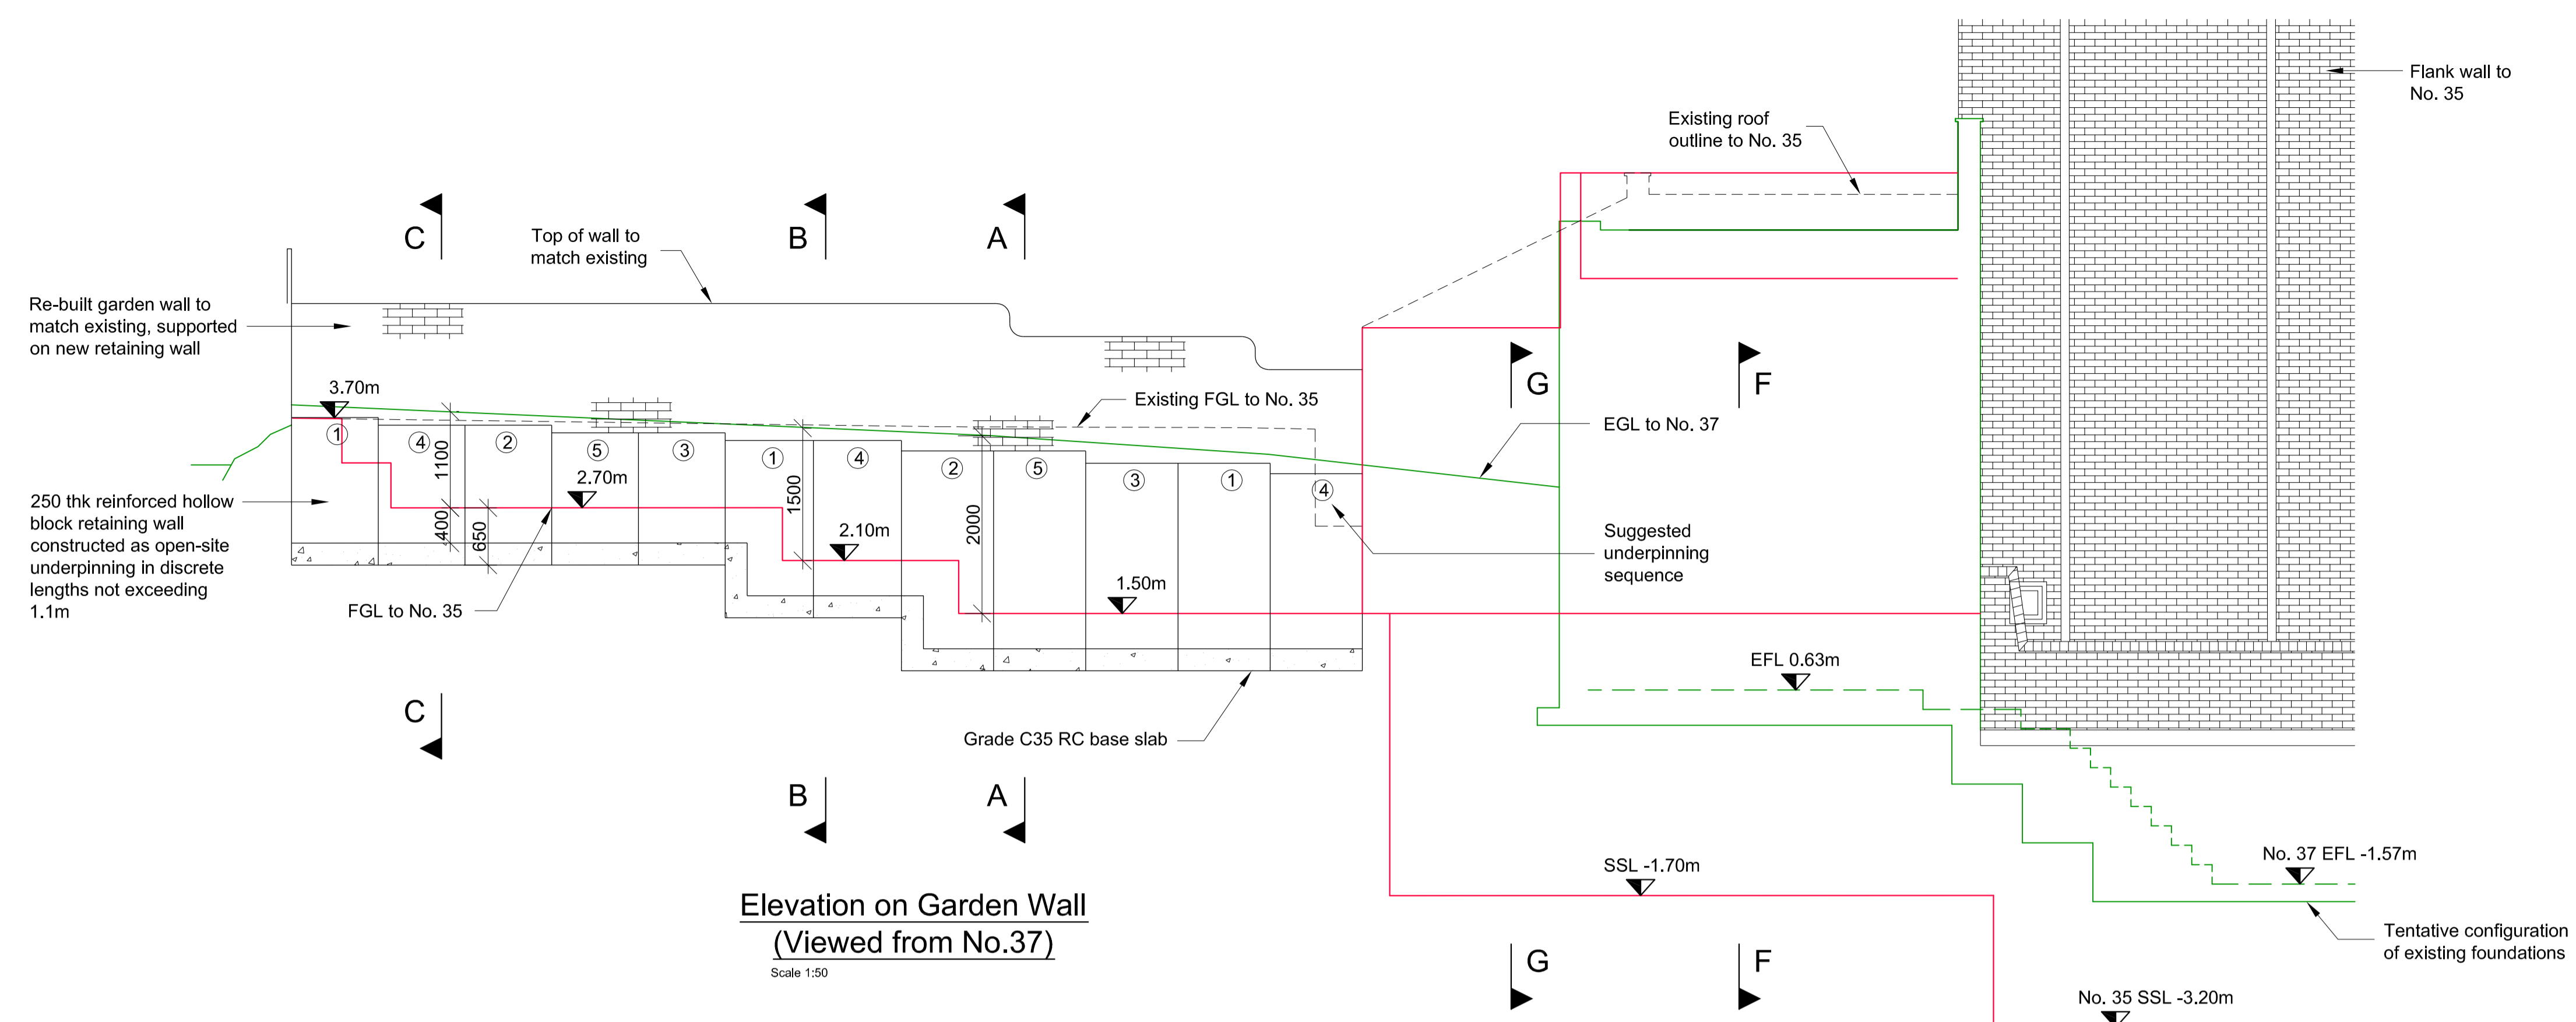 Flank wall to
No. 35
Existing roof
outline to No. 35
C
B
A
Top of wall to
match existing
Re-built garden wall to
match existing, supported
on new retaining wall
G
F
3.70m
Existing FGL to No. 35
EGL to No. 37
1
4
2
5
3
1
4
2
5
3
1
4
1100
400
650
1500
2000
2.70m
2.10m
1.50m
250 thk reinforced hollow
block retaining wall
constructed as open-site
underpinning in discrete
lengths not exceeding
1.1m
FGL to No. 35
Suggested
underpinning
sequence
EFL 0.63m
C
B
A
Grade C35 RC base slab
SSL -1.70m
No. 37 EFL -1.57m
Elevation on Garden Wall
(Viewed from No.37)
Scale 1:50
G
F
Tentative configuration
of existing foundations
No. 35 SSL -3.20m